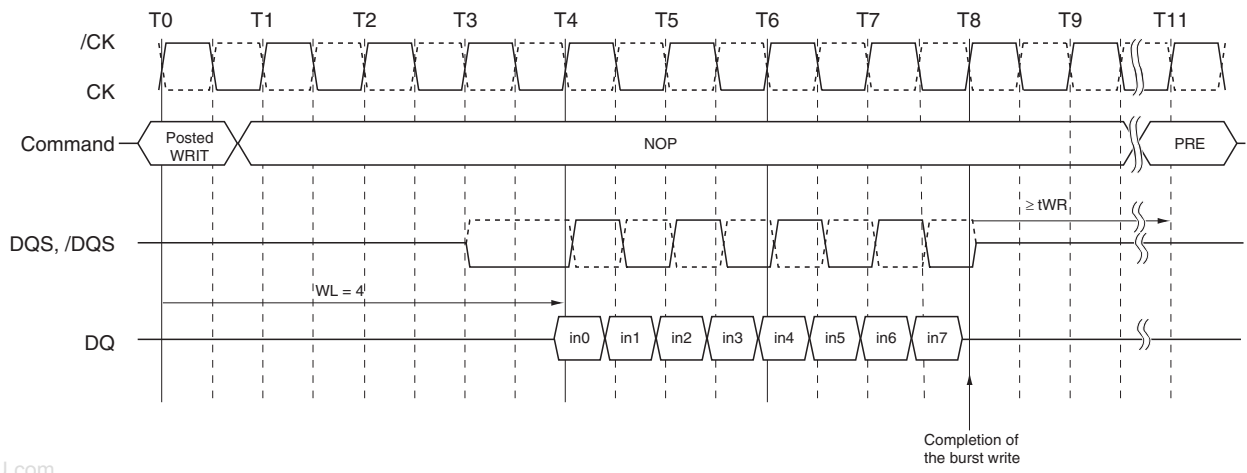 T0 T1 T2 T3 T4 T5 T6 T7 T8 T9 T11
/CK
CK
Command
Posted
WRIT
NOP
PRE
≥ tWR
DQS, /DQS
WL = 4
DQ
in0 in1 in2 in3 in4 in5 in6 in7
Completion of
the burst write